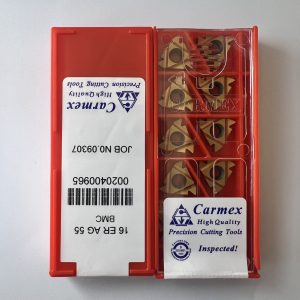 16 ER AG 55
BMC
0020400965
JOB NO.09307
Carmex
High Quality
Precision Cutting Tools
CARMEX
Carmex
High Quality
Precision Cutting Tools
Inspected!